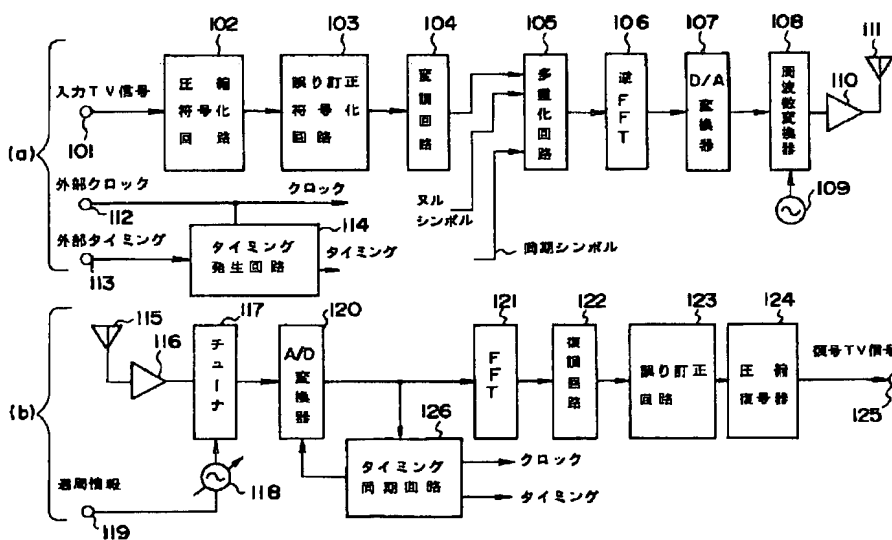 102
103
104
105
106
107
108
111
(a)
入力TV信号
101
圧縮
符号化
回路
誤り訂正
符号化
回路
変調回路
多重化回路
逆FFT
D/A
変換器
周波数変換器
110
109
外部クロック
112
クロック
ヌル
シンボル
外部タイミング
113
114
タイミング
発生回路
タイミング
同期シンボル
(b)
115
116
117
120
121
122
123
124
チューナ
A/D
変換器
FFT
復調回路
誤り訂正
回路
圧縮
復号器
復号TV信号
125
126
タイミング
同期回路
クロック
タイミング
選局情報
118
119